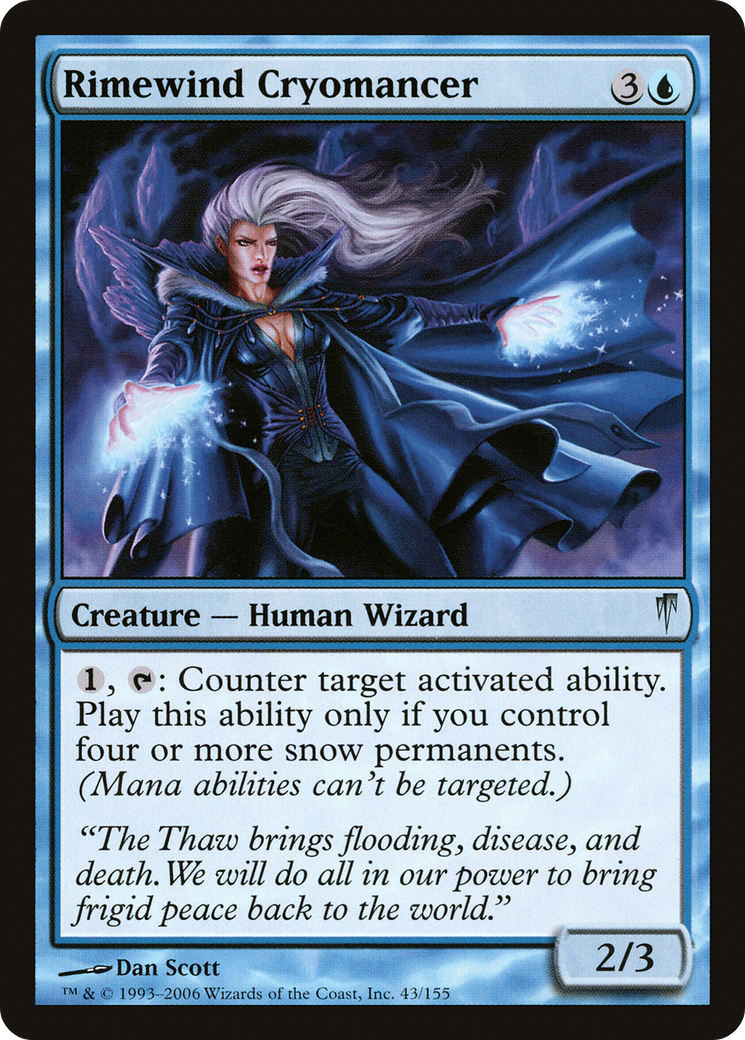 Rimewind Cryomancer 3
Creature — Human Wizard
1, : Counter target activated ability.
Play this ability only if you control
four or more snow permanents.
(Mana abilities can't be targeted.)
“The Thaw brings flooding, disease, and
death. We will do all in our power to bring
frigid peace back to the world.”
2/3
Dan Scott
™ & © 1993–2006 Wizards of the Coast, Inc. 43/155